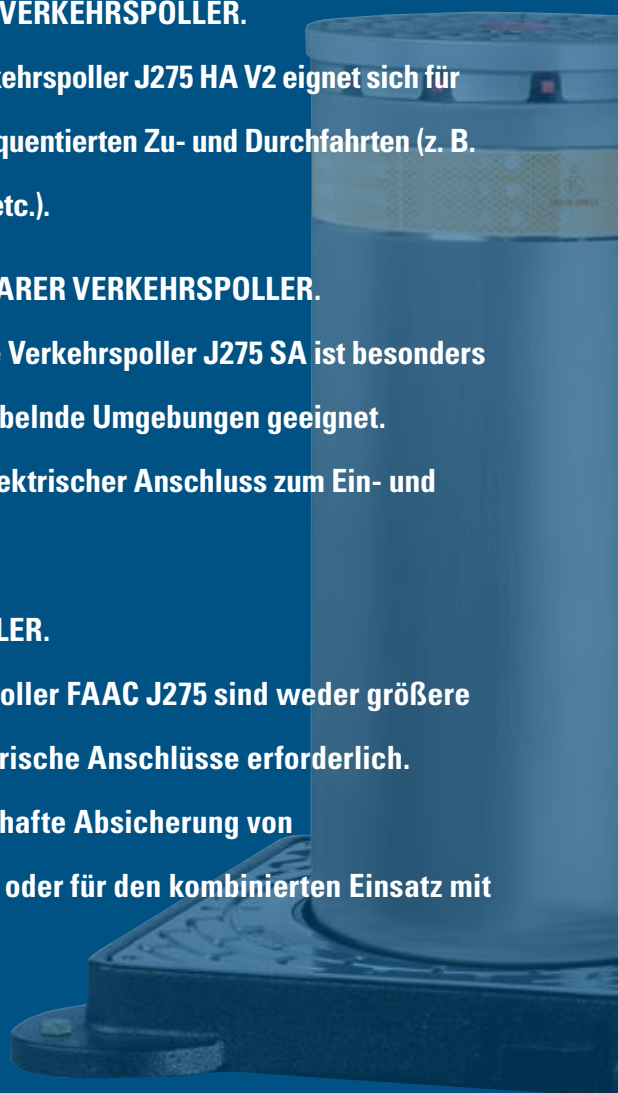 VERKEHRSPOLLER.
kehrspoller J275 HA V2 eignet sich für
quentierten Zu- und Durchfahrten (z. B.
etc.).
ARER VERKEHRSPOLLER.
e Verkehrspoller J275 SA ist besonders
belnde Umgebungen geeignet.
ektrischer Anschluss zum Ein- und
LER.
oller FAAC J275 sind weder größere
rische Anschlüsse erforderlich.
hafte Absicherung von
oder für den kombinierten Einsatz mit